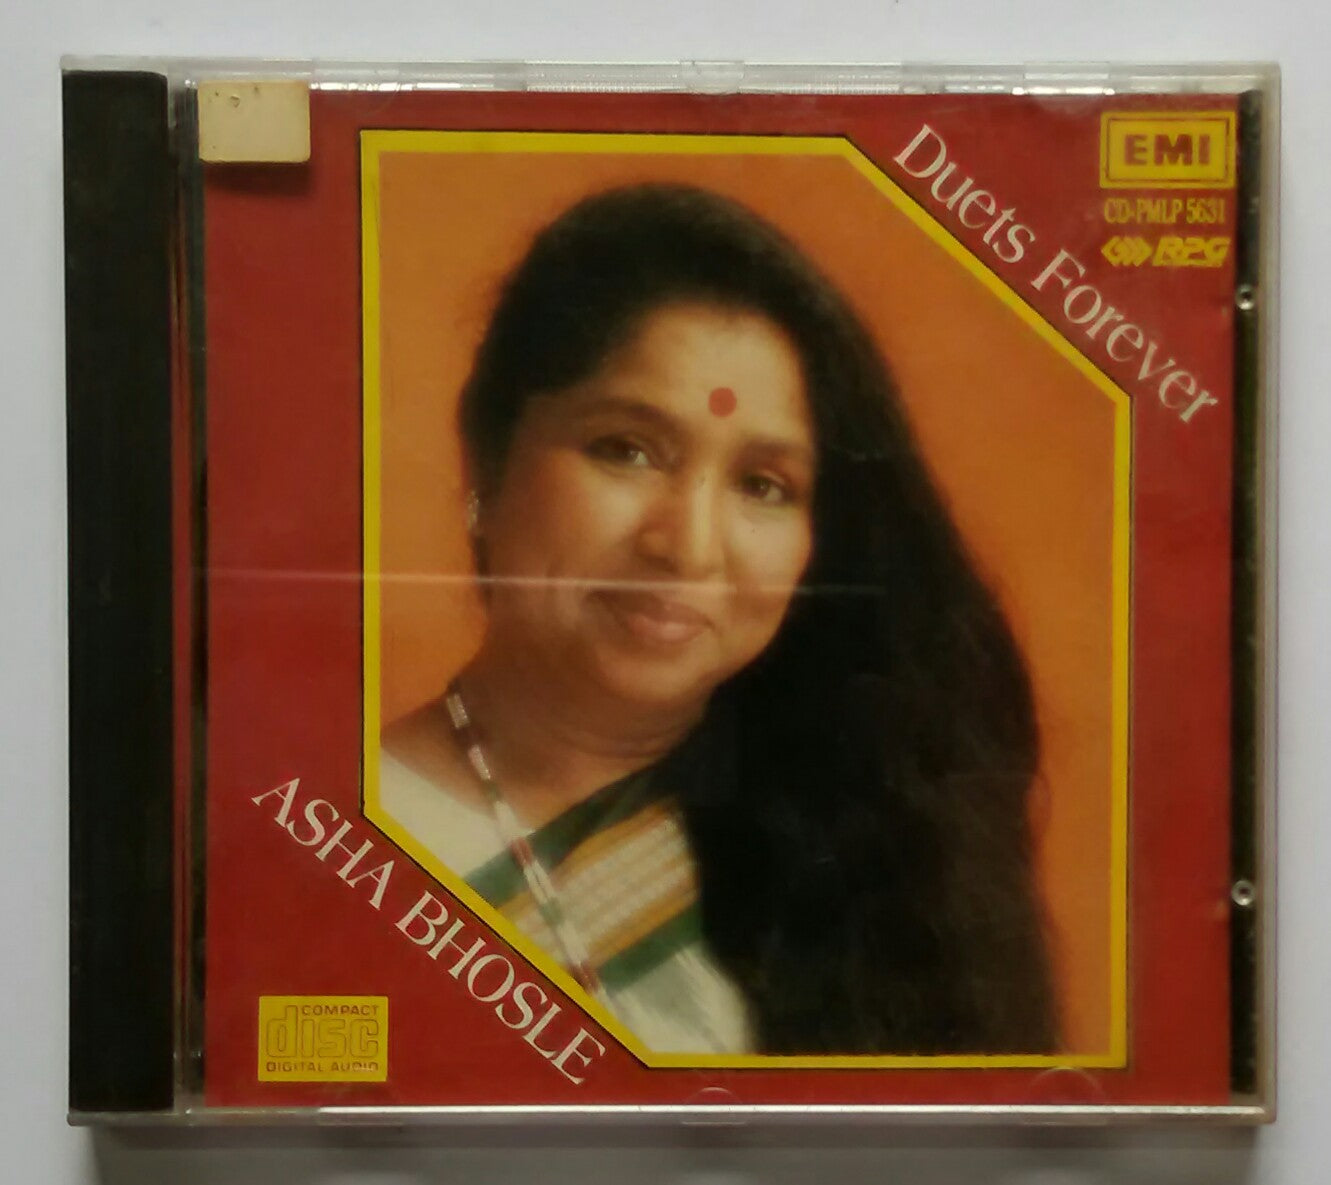 Duets Forever
EMI
CD-PMLP 5631
RPG
ASHA BHOSLE
COMPACT
disc
DIGITAL AUDIO